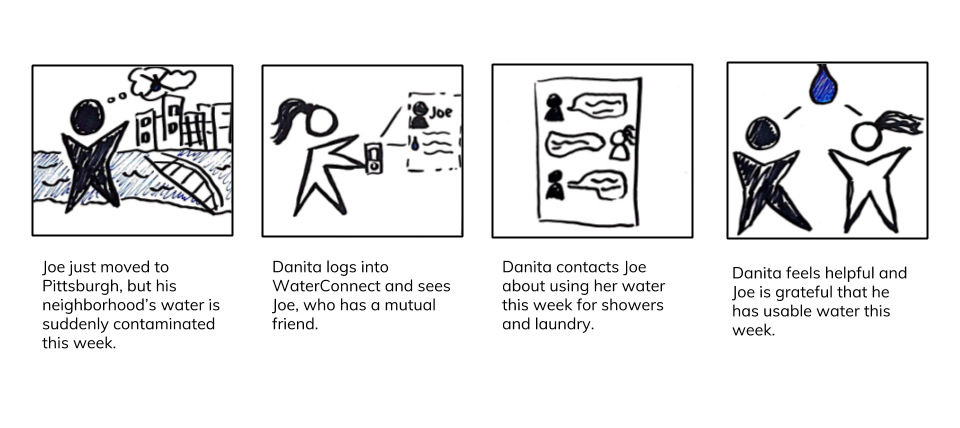 Joe
Joe just moved to
Pittsburgh, but his
neighborhood's water is
suddenly contaminated
this week.
Danita logs into
WaterConnect and sees
Joe, who has a mutual
friend.
Danita contacts Joe
about using her water
this week for showers
and laundry.
Danita feels helpful and
Joe is grateful that he
has usable water this
week.